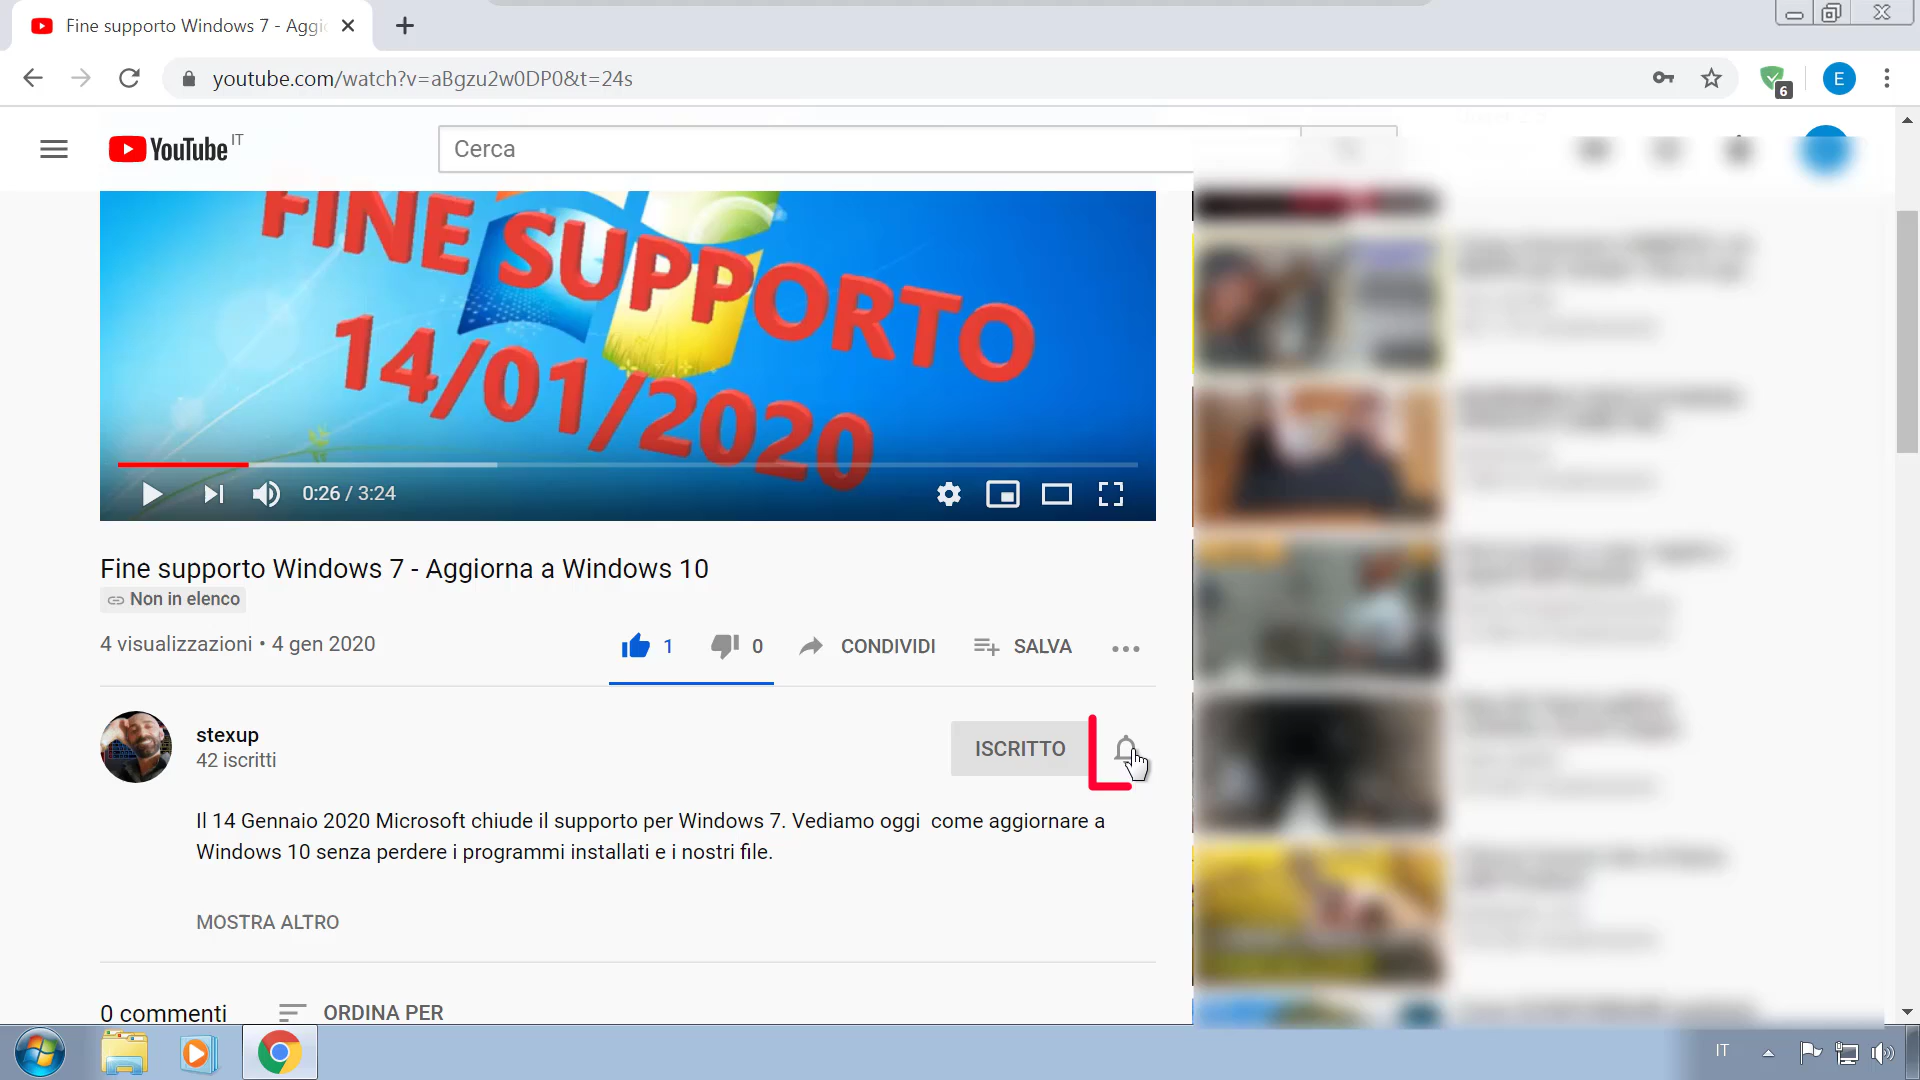 Fine supporto Windows 7 - Aggi
youtube.com/watch?v=aBgzu2w0DP0&t=24s
6
E
YouTube IT
Cerca
FINE SUPPORTO
14/01/2020
0:26 / 3:24
Fine supporto Windows 7 - Aggiorna a Windows 10
Non in elenco
4 visualizzazioni • 4 gen 2020
1
0
CONDIVIDI
SALVA
stexup
42 iscritti
ISCRITTO
Il 14 Gennaio 2020 Microsoft chiude il supporto per Windows 7. Vediamo oggi come aggiornare a
Windows 10 senza perdere i programmi installati e i nostri file.
MOSTRA ALTRO
0 commenti
ORDINA PER
IT